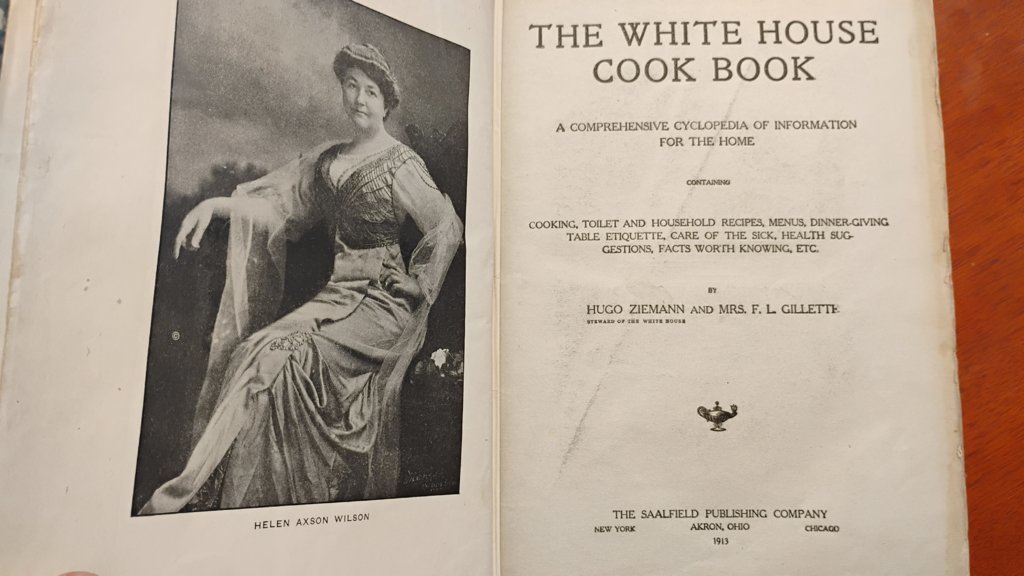 ©
HELEN AXSON WILSON
THE WHITE HOUSE
COOK BOOK
A COMPREHENSIVE CYCLOPEDIA OF INFORMATION
FOR THE HOME
CONTAINING
COOKING, TOILET AND HOUSEHOLD RECIPES, MENUS, DINNER-GIVING
TABLE ETIQUETTE, CARE OF THE SICK, HEALTH SUG-
GESTIONS, FACTS WORTH KNOWING, ETC.
BY
HUGO ZIEMANN AND MRS. F. L. GILLETTE
STEWARD OF THE WHITE HOUSE
THE SAALFIELD PUBLISHING COMPANY
NEW YORK AKRON, OHIO CHICAGO
1913